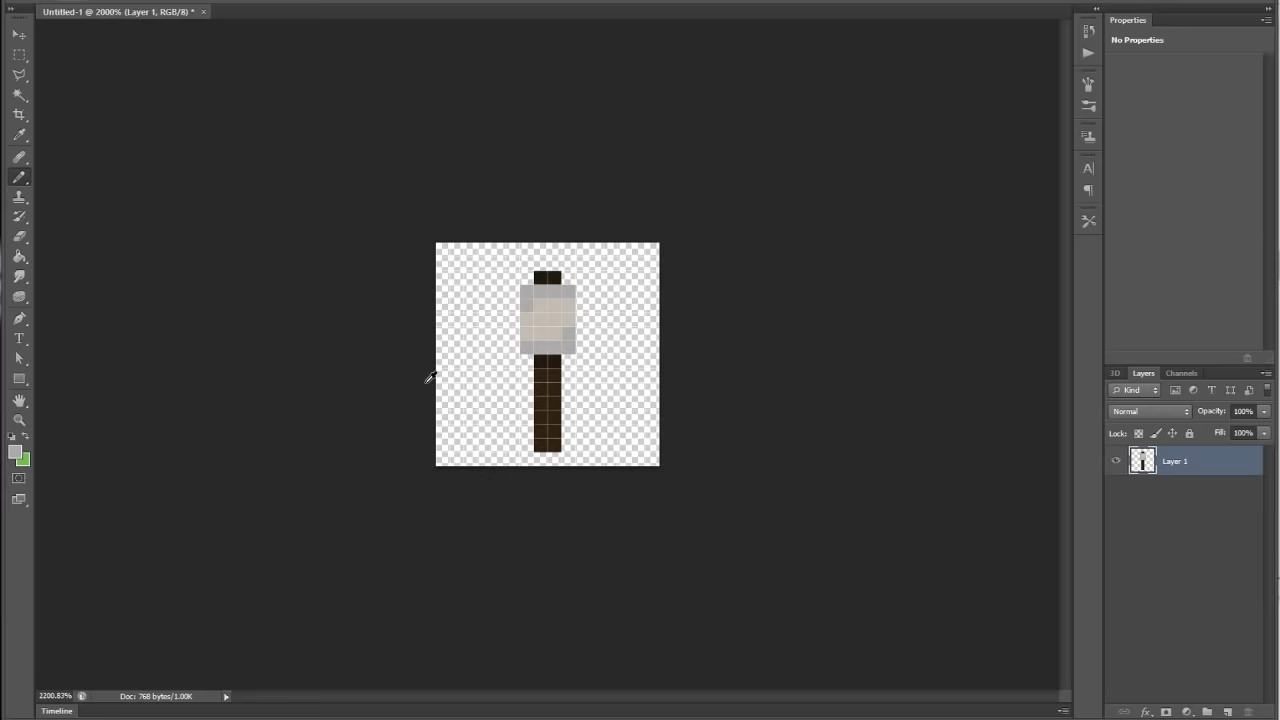 Untitled-1 @ 2000% (Layer 1, RGB/8) * ×
Properties
No Properties
3D Layers Channels
Kind
Normal Opacity: 100%
Lock: Fill: 100%
Layer 1
2200.83% Doc: 768 bytes/1.00K
Timeline